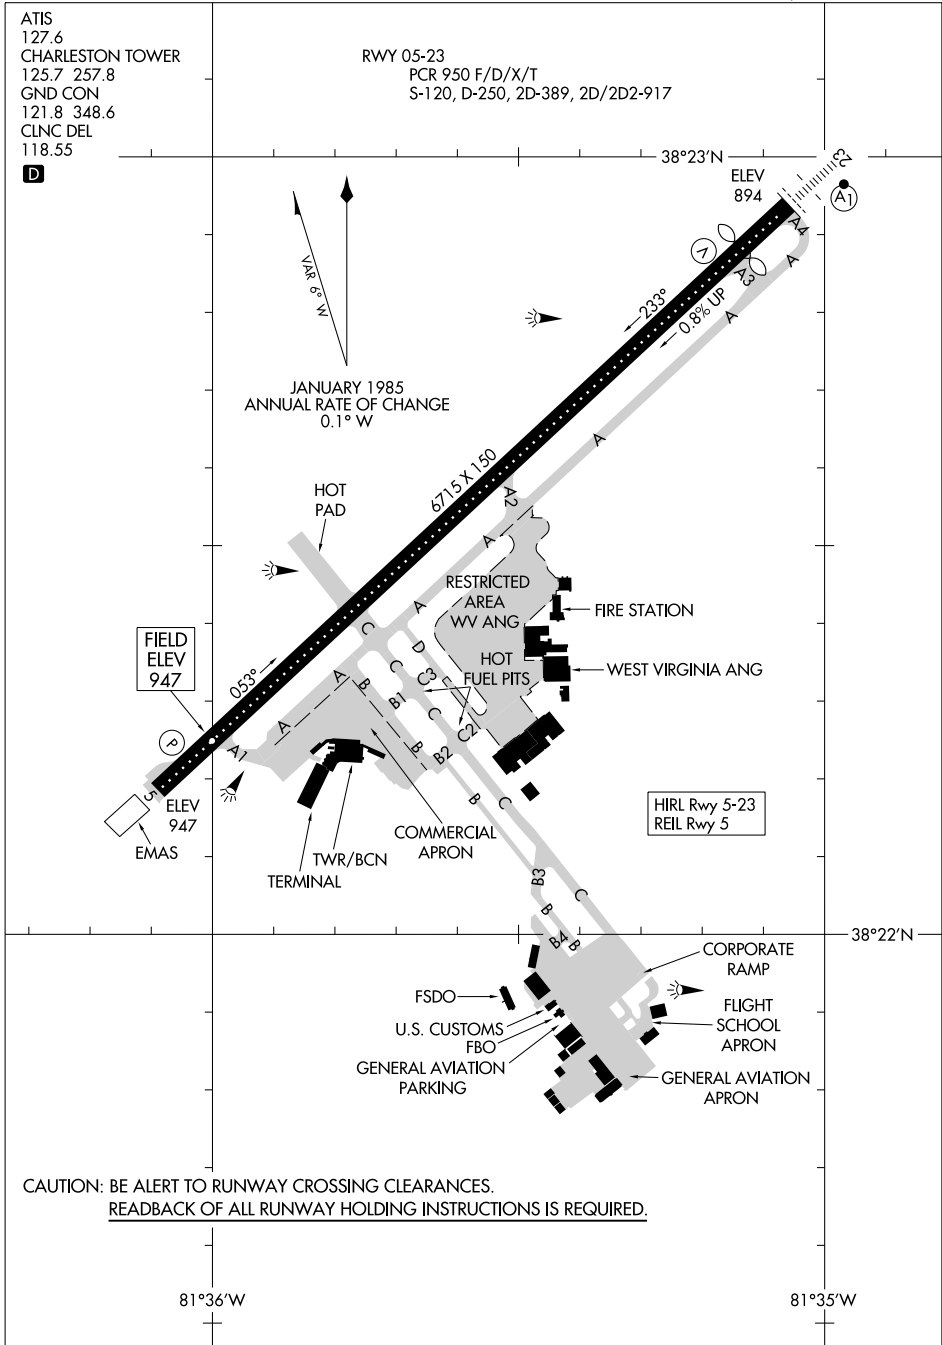 ATIS
127.6
CHARLESTON TOWER
125.7 257.8
GND CON
121.8 348.6
CLNC DEL
118.55
D
RWY 05-23
PCR 950 F/D/X/T
S-120, D-250, 2D-389, 2D/2D2-917
38°23'N
23
ELEV
894
A1
A4
A
V
A3
VAR 6° W
233°
0.8% UP
A
JANUARY 1985
ANNUAL RATE OF CHANGE
0.1° W
A
6715 X 150
HOT
PAD
A2
A
RESTRICTED
AREA
WV ANG
A
FIRE STATION
C
D
FIELD
ELEV
947
HOT
FUEL PITS
WEST VIRGINIA ANG
053°
A
B
C
C3
B1
C
A
P
A1
B
B2
C2
5
ELEV
947
B
C
HIRL Rwy 5-23
REIL Rwy 5
EMAS
COMMERCIAL
APRON
TWR/BCN
TERMINAL
B3
C
B
B4
B
38°22'N
CORPORATE
RAMP
FSDO
U.S. CUSTOMS
FBO
FLIGHT
SCHOOL
APRON
GENERAL AVIATION
PARKING
GENERAL AVIATION
APRON
CAUTION: BE ALERT TO RUNWAY CROSSING CLEARANCES.
READBACK OF ALL RUNWAY HOLDING INSTRUCTIONS IS REQUIRED.
81°36'W
81°35'W